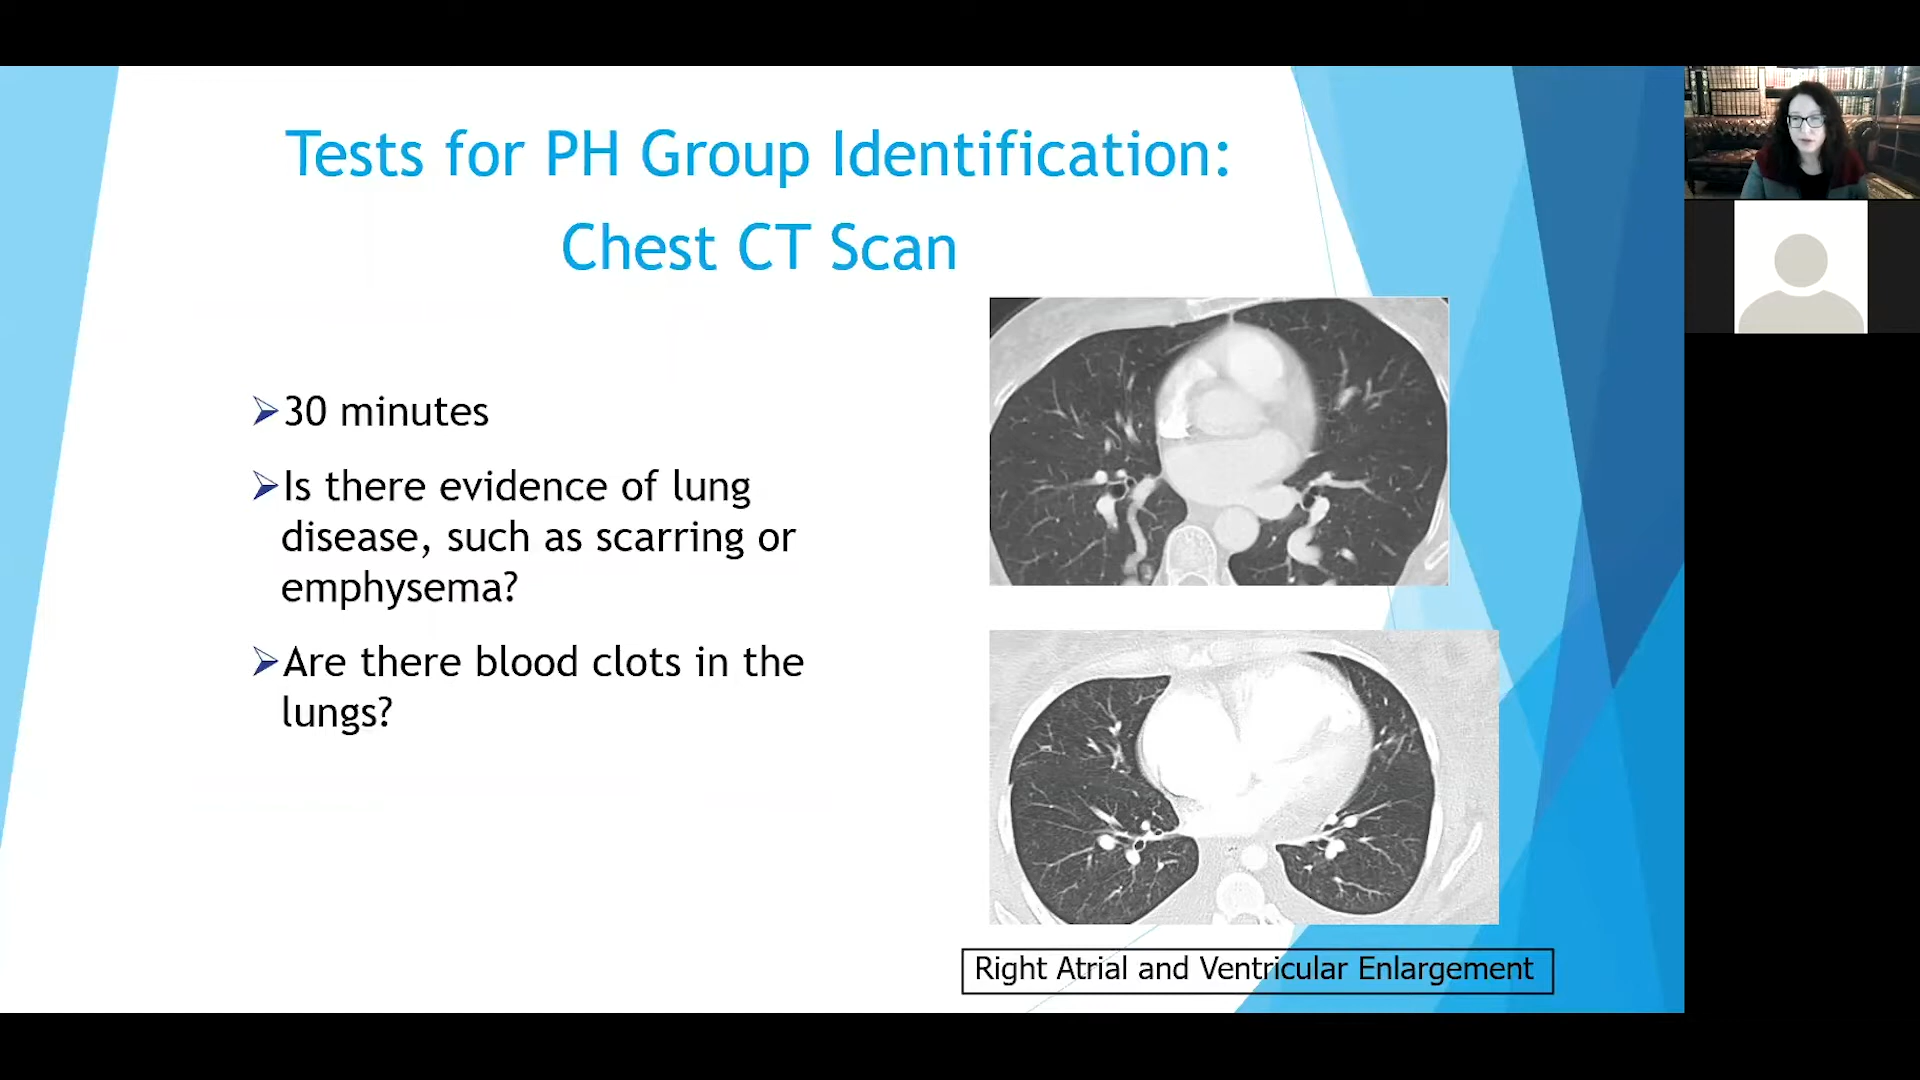 Tests for PH Group Identification:
Chest CT Scan
30 minutes
Is there evidence of lung
disease, such as scarring or
emphysema?
Are there blood clots in the
lungs?
Right Atrial and Ventricular Enlargement